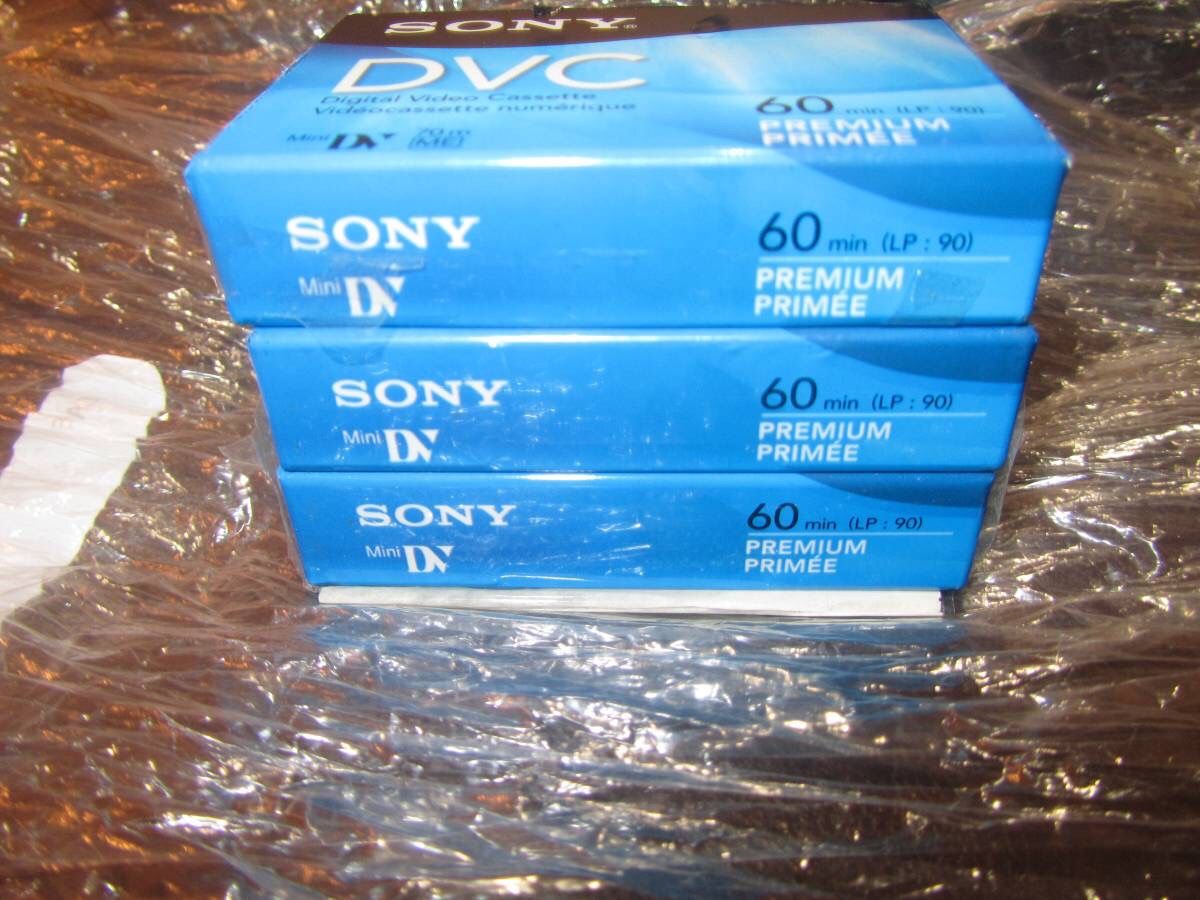 SONY®
DVC
Digital Video Cassette
Vidéocassette numérique
60 min (LP : 90)
PREMIUM
PRIMÉE
Mini DV 70m
(ME)
SONY
Mini DV
60 min (LP : 90)
PREMIUM
PRIMÉE
SONY
Mini DV
60 min (LP : 90)
PREMIUM
PRIMÉE
SONY
Mini DV
60 min (LP : 90)
PREMIUM
PRIMÉE